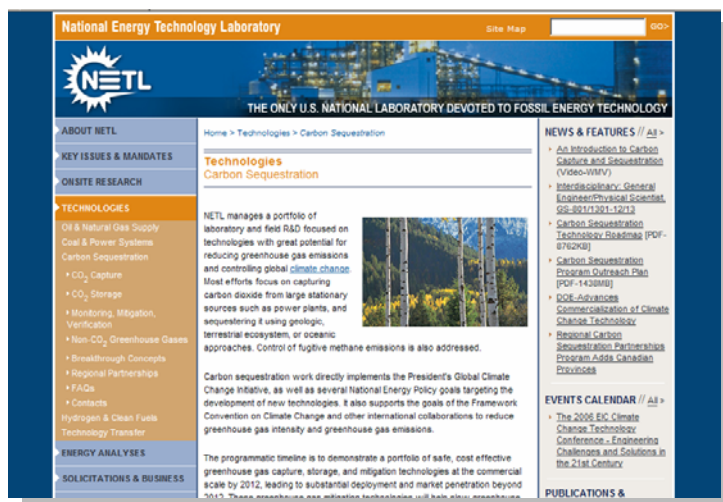 National Energy Technology Laboratory
Site Map
GO>
NETL
THE ONLY U.S. NATIONAL LABORATORY DEVOTED TO FOSSIL ENERGY TECHNOLOGY
ABOUT NETL
KEY ISSUES & MANDATES
ONSITE RESEARCH
TECHNOLOGIES
Oil & Natural Gas Supply
Coal & Power Systems
Carbon Sequestration
CO2 Capture
CO2 Storage
Monitoring, Mitigation,
Verification
Non-CO2 Greenhouse Gases
Breakthrough Concepts
Regional Partnerships
FAQs
Contacts
Hydrogen & Clean Fuels
Technology Transfer
ENERGY ANALYSES
SOLICITATIONS & BUSINESS
Home > Technologies > Carbon Sequestration
Technologies
Carbon Sequestration
NETL manages a portfolio of
laboratory and field R&D focused on
technologies with great potential for
reducing greenhouse gas emissions
and controlling global climate change.
Most efforts focus on capturing
carbon dioxide from large stationary
sources such as power plants, and
sequestering it using geologic,
terrestrial ecosystem, or oceanic
approaches. Control of fugitive methane emissions is also addressed.
Carbon sequestration work directly implements the President's Global Climate
Change Initiative, as well as several National Energy Policy goals targeting the
development of new technologies. It also supports the goals of the Framework
Convention on Climate Change and other international collaborations to reduce
greenhouse gas intensity and greenhouse gas emissions.
The programmatic timeline is to demonstrate a portfolio of safe, cost effective
greenhouse gas capture, storage, and mitigation technologies at the commercial
scale by 2012, leading to substantial deployment and market penetration beyond
2012. These greenhouse gas mitigating technologies will help slow greenhouse
NEWS & FEATURES // All >
An Introduction to Carbon
Capture and Sequestration
(Video-WMV)
Interdisciplinary: General
Engineer/Physical Scientist,
GS-801/1301-12/13
Carbon Sequestration
Technology Roadmap [PDF-
8762KB]
Carbon Sequestration
Program Outreach Plan
[PDF-1438MB]
DOE-Advances
Commercialization of Climate
Change Technology
Regional Carbon
Sequestration Partnerships
Program Adds Canadian
Provinces
EVENTS CALENDAR // All >
The 2006 EIC Climate
Change Technology
Conference - Engineering
Challenges and Solutions in
the 21st Century
PUBLICATIONS &